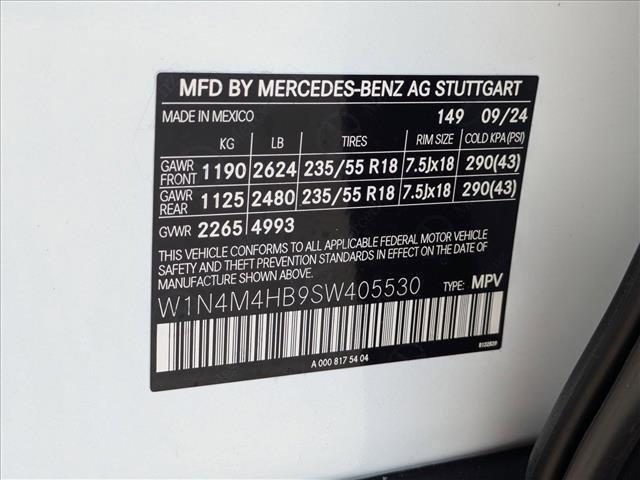 MFD BY MERCEDES-BENZ AG STUTTGART
MADE IN MEXICO 149 09/24
KG LB TIRES RIM SIZE COLD KPA(PSI)
GAWR FRONT 1190 2624 235/55 R18 7.5Jx18 290(43)
GAWR REAR 1125 2480 235/55 R18 7.5Jx18 290(43)
GVWR 2265 4993
THIS VEHICLE CONFORMS TO ALL APPLICABLE FEDERAL MOTOR VEHICLE
SAFETY AND THEFT PREVENTION STANDARDS IN EFFECT ON THE DATE
OF MANUFACTURE SHOWN ABOVE.
W1N4M4HB9SW405530 TYPE: MPV
A 000 817 54 04